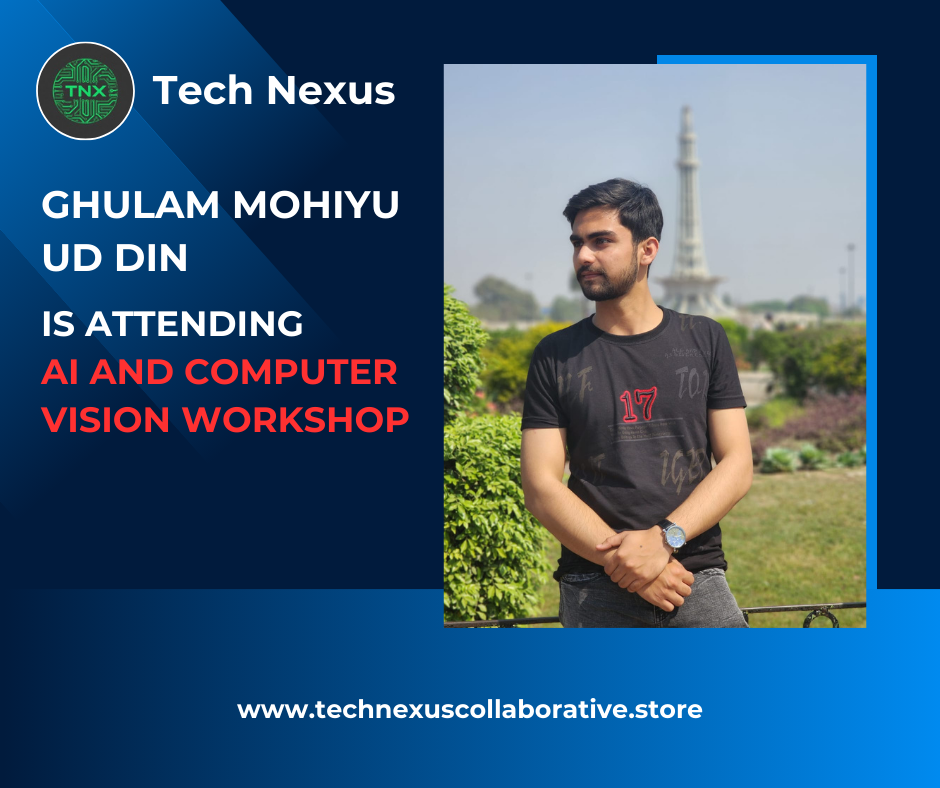 TNX
Tech Nexus
GHULAM MOHIYU
UD DIN
IS ATTENDING
AI AND COMPUTER
VISION WORKSHOP
17
www.technexuscollaborative.store